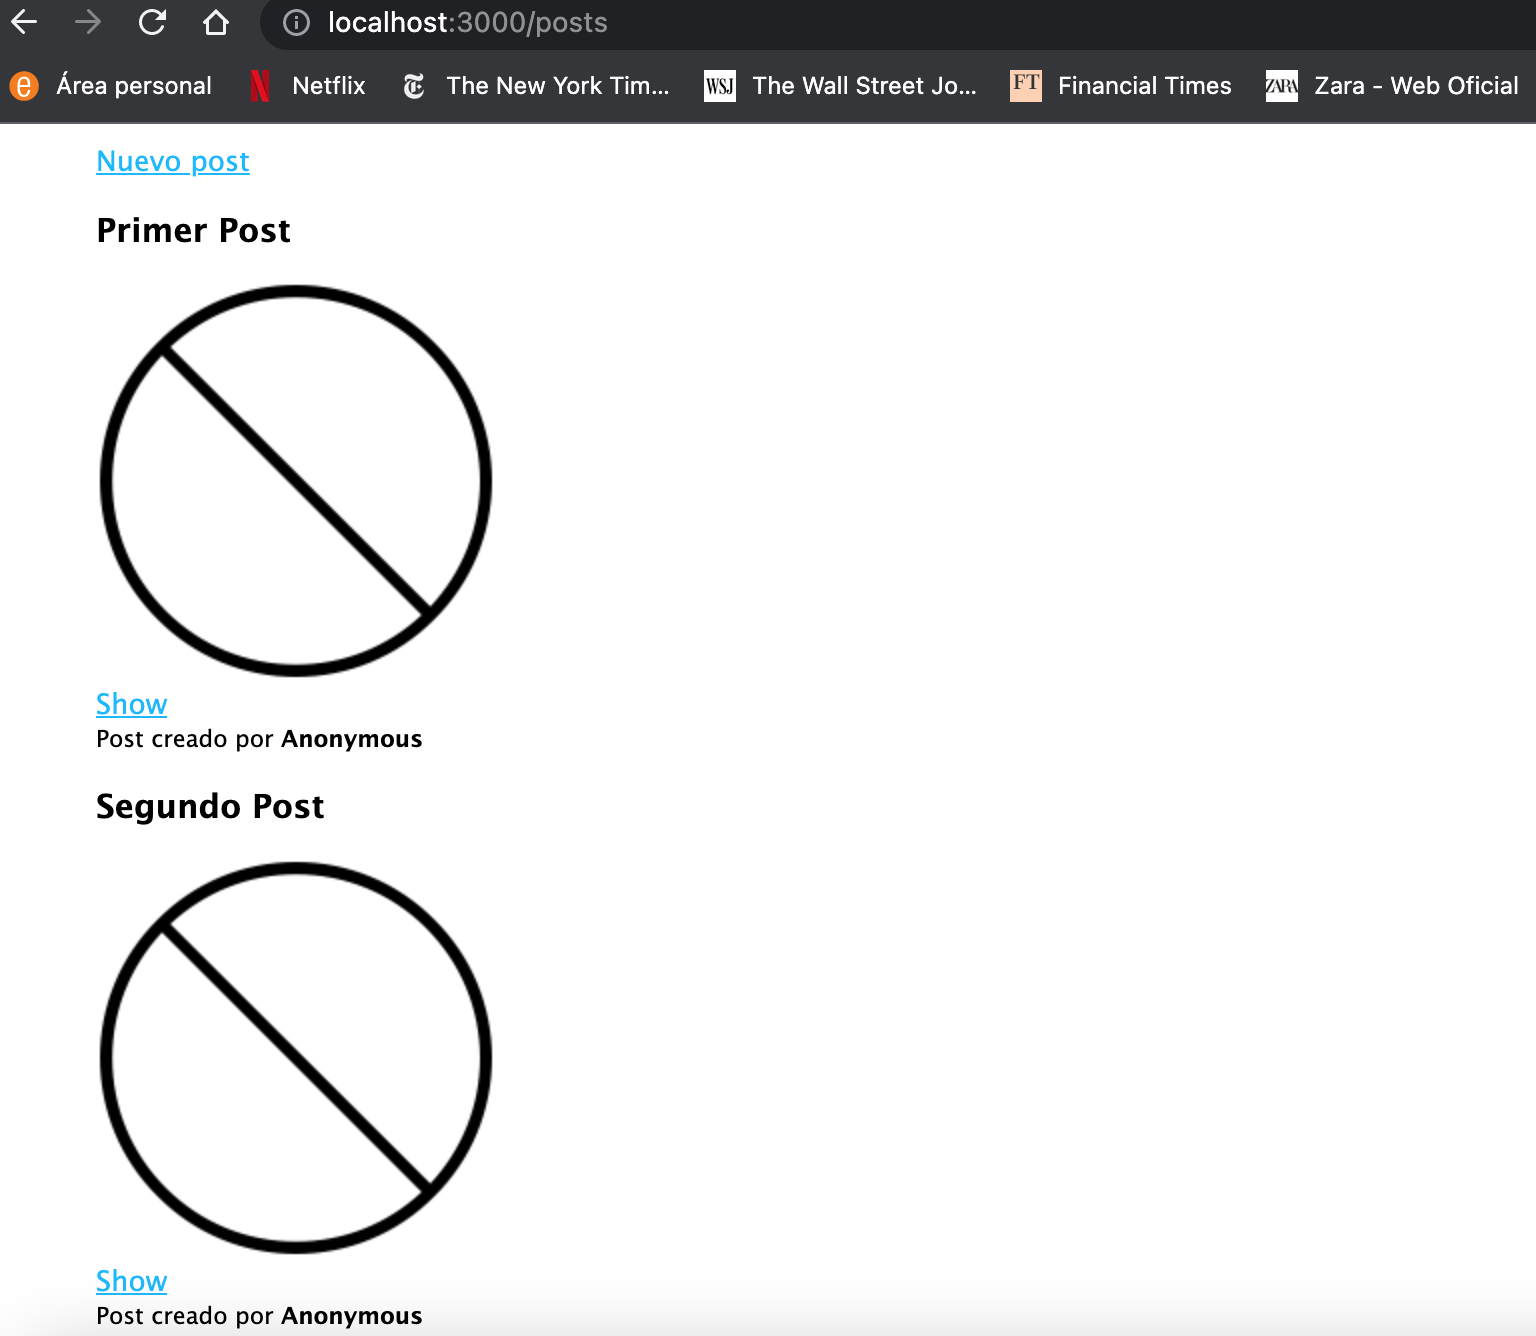 localhost:3000/posts
e Área personal N Netflix T The New York Tim... WSJ The Wall Street Jo... FT Financial Times ZARA Zara - Web Oficial
Nuevo post
Primer Post
Show
Post creado por Anonymous
Segundo Post
Show
Post creado por Anonymous